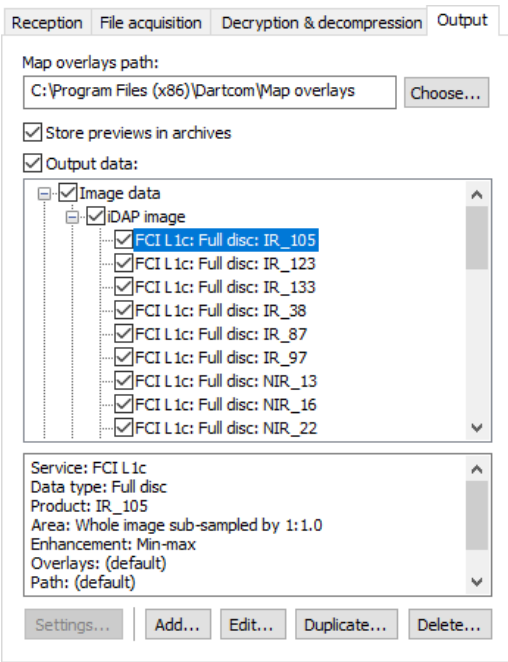 Reception File acquisition Decryption & decompression Output
Map overlays path:
C:\Program Files (x86)\Dartcom\Map overlays Choose...
Store previews in archives
Output data:
Image data
iDAP image
FCI L1c: Full disc: IR_105
FCI L1c: Full disc: IR_123
FCI L1c: Full disc: IR_133
FCI L1c: Full disc: IR_38
FCI L1c: Full disc: IR_87
FCI L1c: Full disc: IR_97
FCI L1c: Full disc: NIR_13
FCI L1c: Full disc: NIR_16
FCI L1c: Full disc: NIR_22
Service: FCI L1c
Data type: Full disc
Product: IR_105
Area: Whole image sub-sampled by 1:1.0
Enhancement: Min-max
Overlays: (default)
Path: (default)
Settings... Add... Edit... Duplicate... Delete...